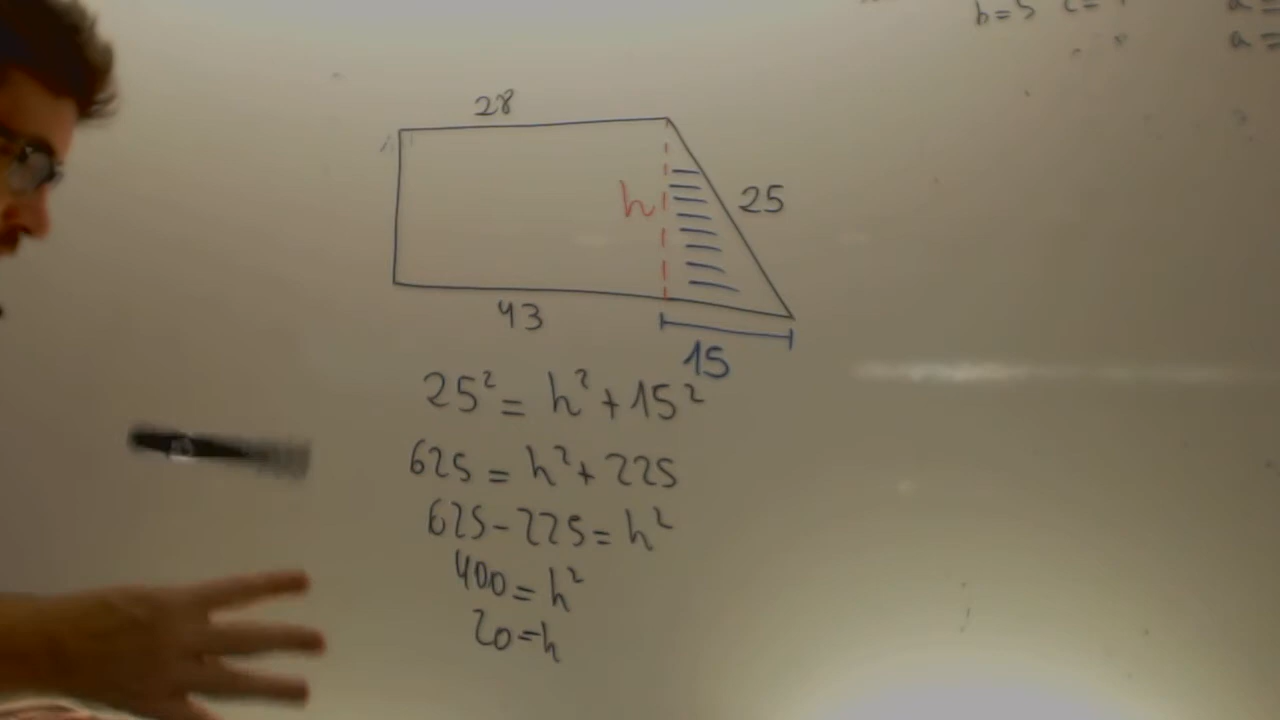 b=5
a=
a=
28
h
25
43
15
25² = h² + 15²
625 = h² + 225
625 - 225 = h²
400 = h²
20 = h